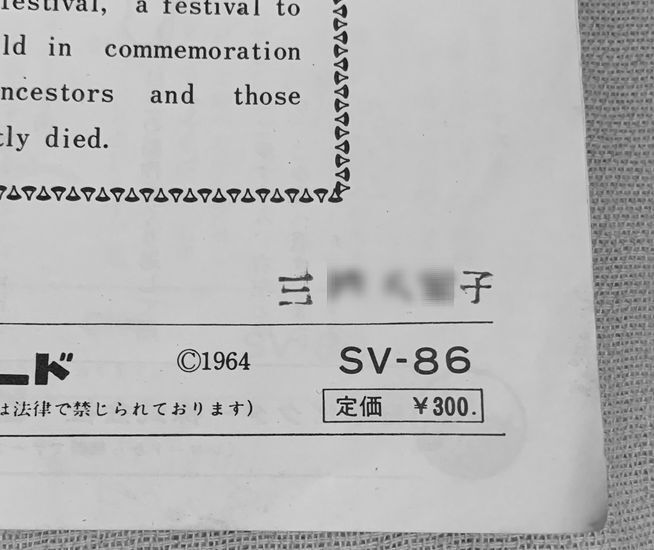 festival, a festival to
ld in commemoration
ncestors and those
tly died.
子
ード ©1964 SV-86
は法律で禁じられております) 定価 ¥300.